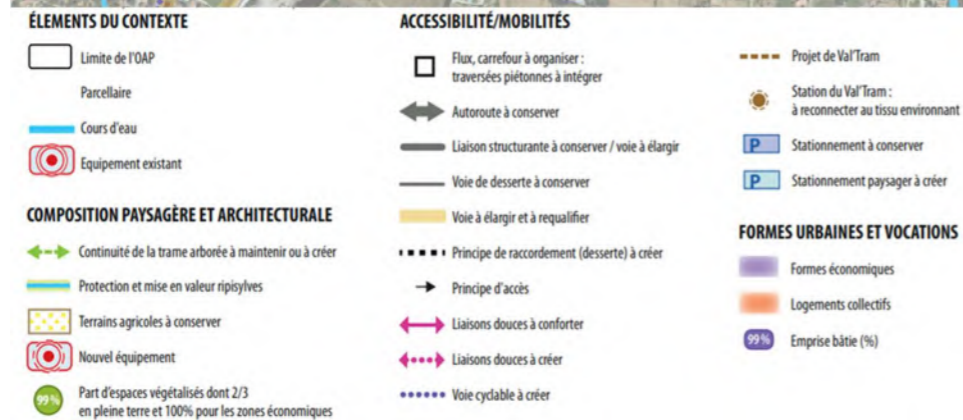 ÉLEMENTS DU CONTEXTE
Limite de l'OAP
Parcellaire
Cours d'eau
Equipement existant
COMPOSITION PAYSAGÈRE ET ARCHITECTURALE
Continuité de la trame arborée à maintenir ou à créer
Protection et mise en valeur ripisylves
Terrains agricoles à conserver
Nouvel équipement
99%
Part d'espaces végétalisés dont 2/3
en pleine terre et 100% pour les zones économiques
ACCESSIBILITÉ/MOBILITÉS
Flux, carrefour à organiser :
traversées piétonnes à intégrer
Autoroute à conserver
Liaison structurante à conserver / voie à élargir
Voie de desserte à conserver
Voie à élargir et à requalifier
Principe de raccordement (desserte) à créer
Principe d'accès
Liaisons douces à conforter
Liaisons douces à créer
Voie cyclable à créer
Projet de Val'Tram
Station du Val'Tram :
à reconnecter au tissu environnant
P Stationnement à conserver
P Stationnement paysager à créer
FORMES URBAINES ET VOCATIONS
Formes économiques
Logements collectifs
99% Emprise bâtie (%)